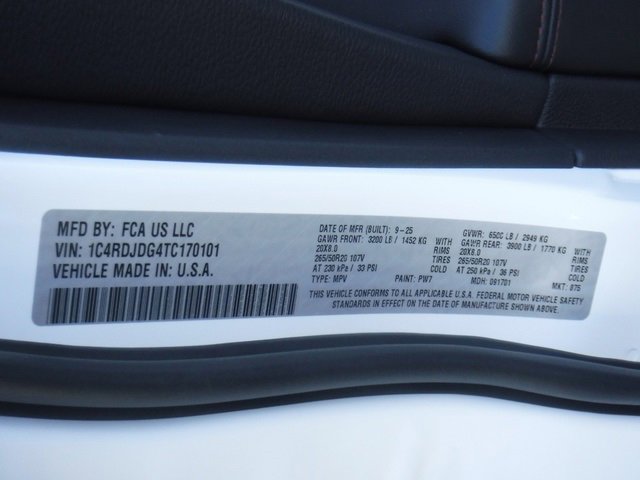 MFD BY: FCA US LLC
VIN: 1C4RDJDG4TC170101
VEHICLE MADE IN: U.S.A.
DATE OF MFR (BUILT): 9-25 GVWR: 6500 LB / 2949 KG
GAWR FRONT: 3200 LB / 1452 KG WITH GAWR REAR: 3900 LB / 1770 KG WITH
20X8.0 RIMS 20X8.0 RIMS
265/50R20 107V TIRES 265/50R20 107V TIRES
AT 230 kPa / 33 PSI AT 250 kPa / 36 PSI
TYPE: MPV PAINT: PW7 MDH: 091701 MKT: 875
THIS VEHICLE CONFORMS TO ALL APPLICABLE U.S.A. FEDERAL MOTOR VEHICLE SAFETY
STANDARDS IN EFFECT ON THE DATE OF MANUFACTURE SHOWN ABOVE.